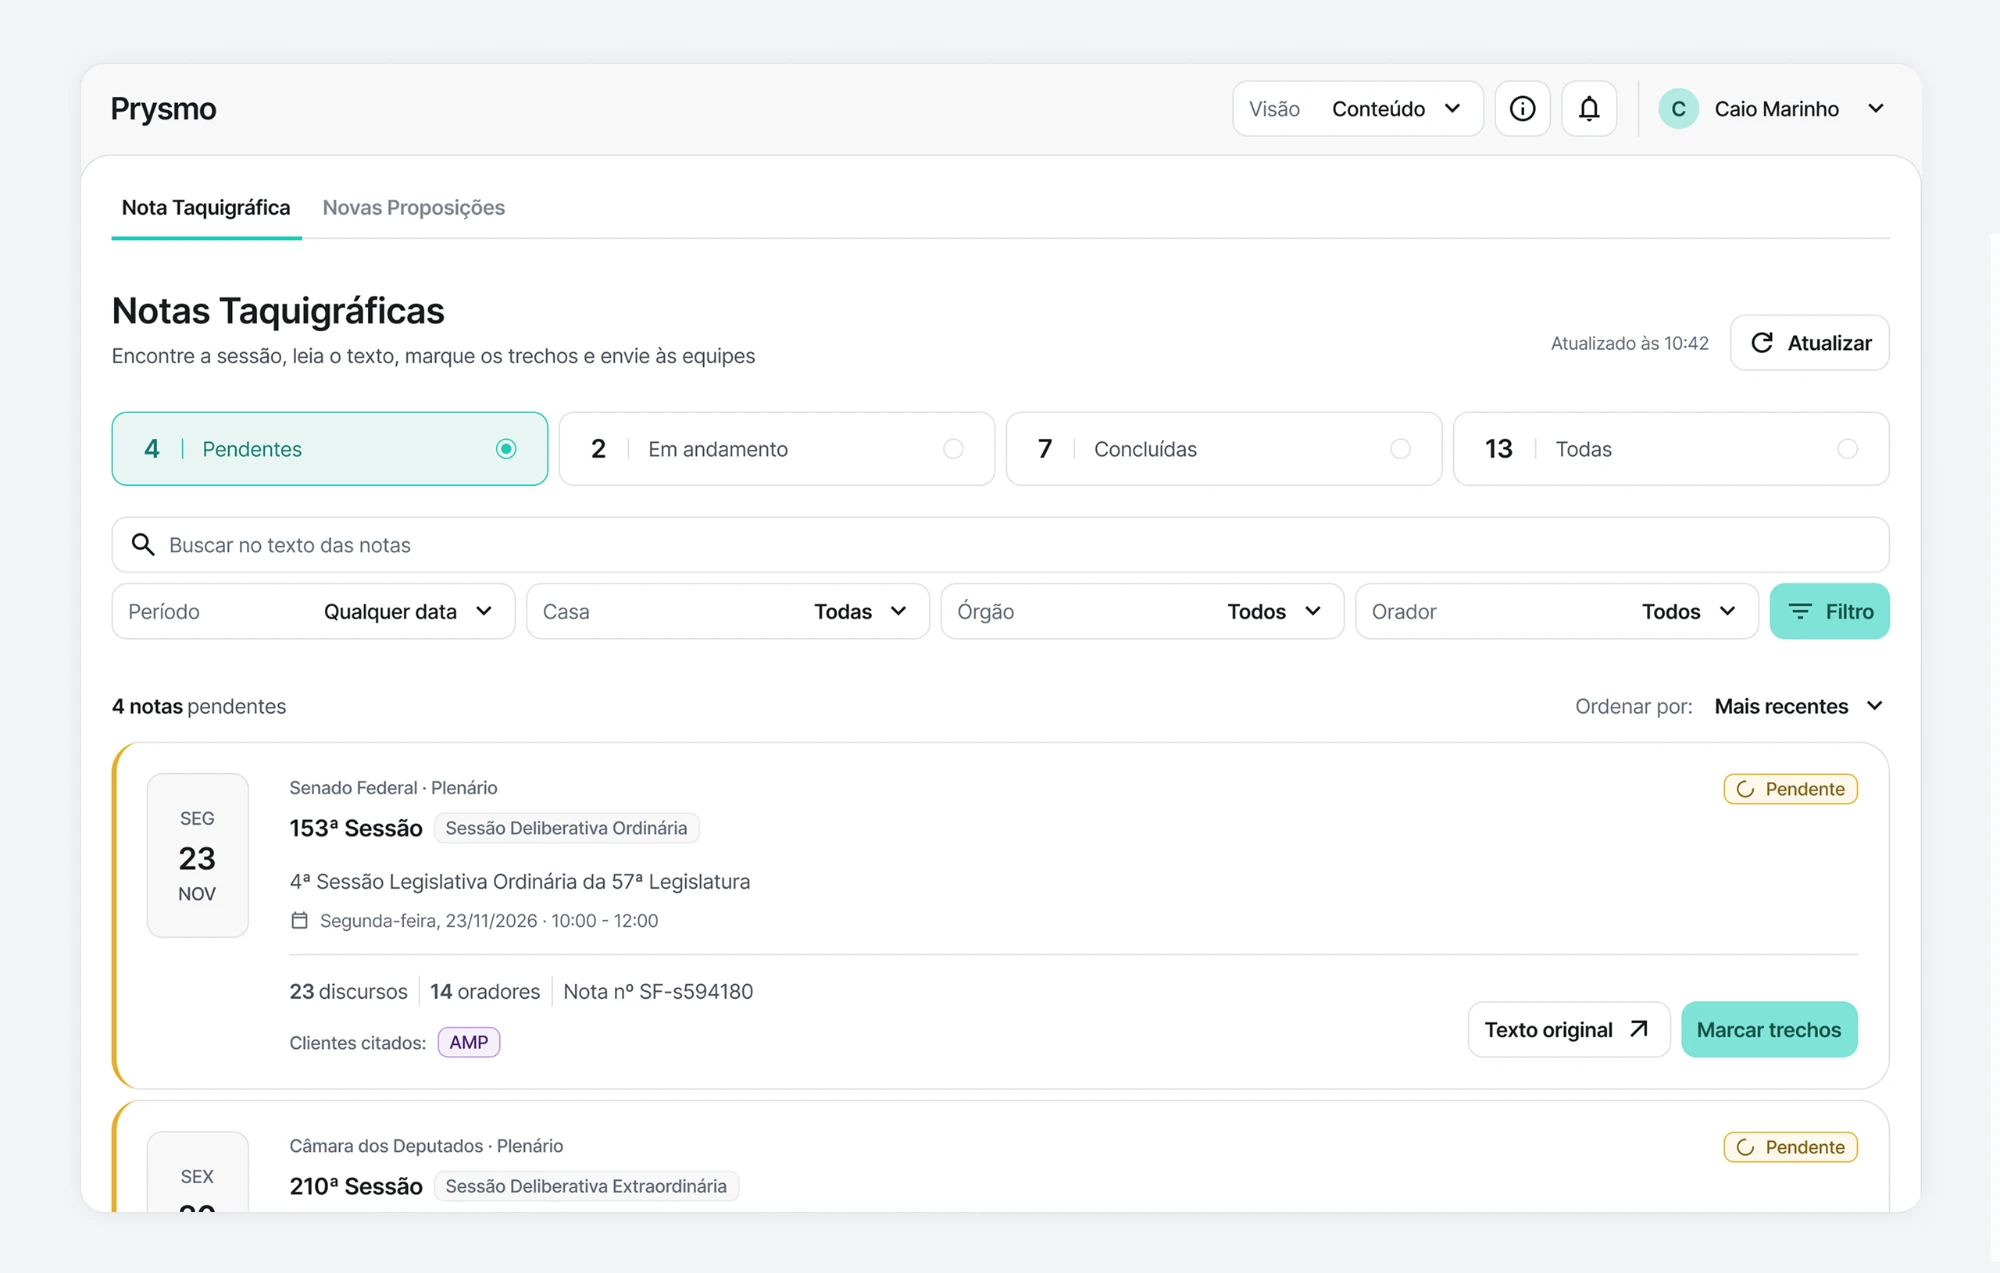 Prysmo
Visão Conteúdo
C Caio Marinho
Nota Taquigráfica Novas Proposições
Notas Taquigráficas
Encontre a sessão, leia o texto, marque os trechos e envie às equipes
Atualizado às 10:42 Atualizar
4 Pendentes 2 Em andamento 7 Concluídas 13 Todas
Buscar no texto das notas
Período Qualquer data Casa Todas Órgão Todos Orador Todos Filtro
4 notas pendentes Ordenar por: Mais recentes
SEG
23
NOV
Senado Federal · Plenário
Pendente
153ª Sessão Sessão Deliberativa Ordinária
4ª Sessão Legislativa Ordinária da 57ª Legislatura
Segunda-feira, 23/11/2026 · 10:00 - 12:00
23 discursos 14 oradores Nota nº SF-s594180
Clientes citados: AMP
Texto original Marcar trechos
SEX
Câmara dos Deputados · Plenário
Pendente
210ª Sessão Sessão Deliberativa Extraordinária